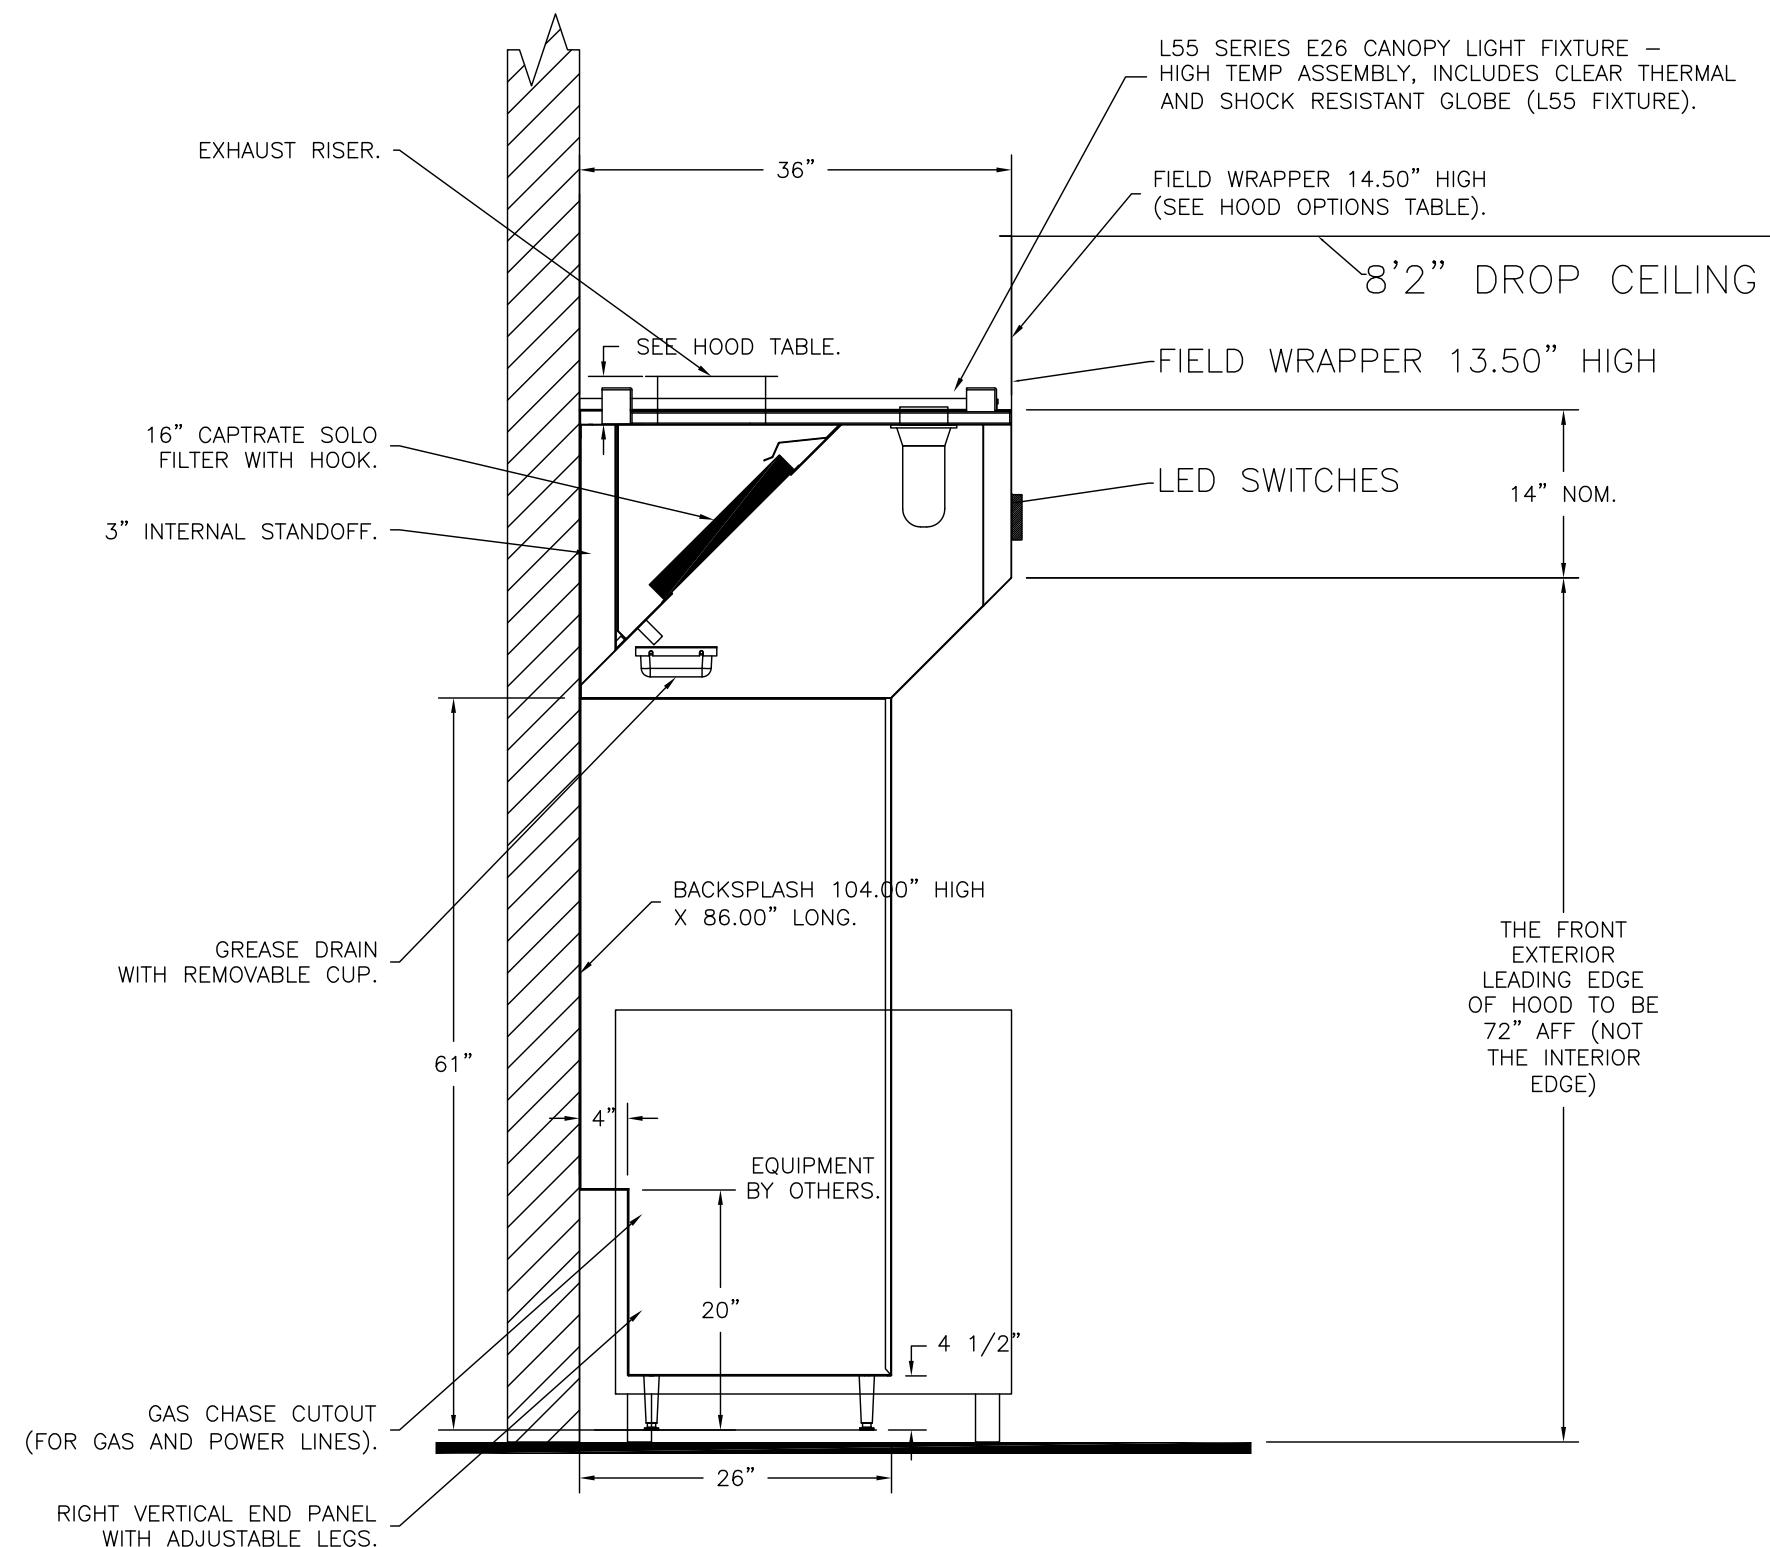 L55 SERIES E26 CANOPY LIGHT FIXTURE –
HIGH TEMP ASSEMBLY, INCLUDES CLEAR THERMAL
AND SHOCK RESISTANT GLOBE (L55 FIXTURE).
EXHAUST RISER.
36”
FIELD WRAPPER 14.50” HIGH
(SEE HOOD OPTIONS TABLE).
8’2” DROP CEILING
SEE HOOD TABLE.
FIELD WRAPPER 13.50” HIGH
16” CAPTRATE SOLO
FILTER WITH HOOK.
LED SWITCHES
14” NOM.
3” INTERNAL STANDOFF.
BACKSPLASH 104.00” HIGH
X 86.00” LONG.
GREASE DRAIN
WITH REMOVABLE CUP.
THE FRONT
EXTERIOR
LEADING EDGE
OF HOOD TO BE
72” AFF (NOT
THE INTERIOR
EDGE)
61”
4”
EQUIPMENT
BY OTHERS.
20”
4 1/2”
GAS CHASE CUTOUT
(FOR GAS AND POWER LINES).
26”
RIGHT VERTICAL END PANEL
WITH ADJUSTABLE LEGS.